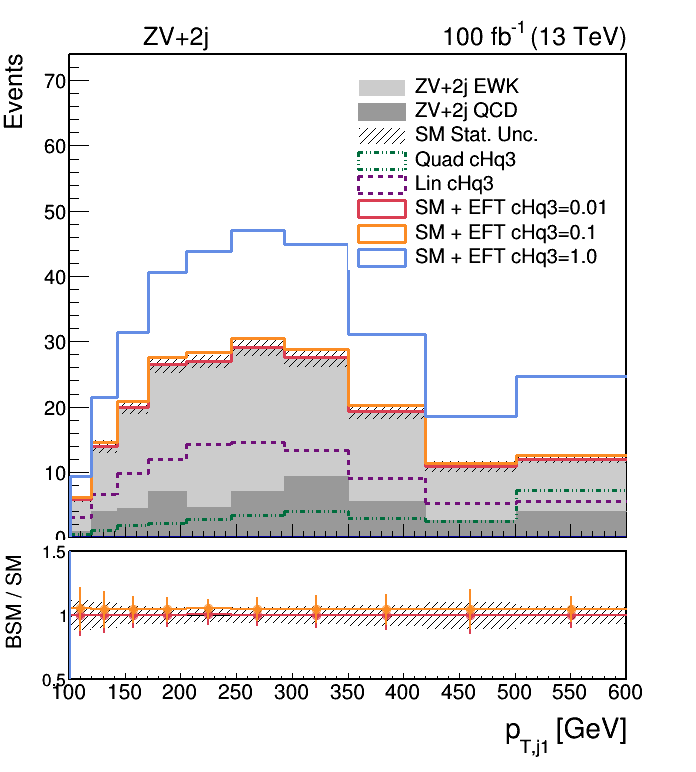 ZV+2j 100 fb-1 (13 TeV)
Events
70
60
50
40
30
20
10
0
ZV+2j EWK
ZV+2j QCD
SM Stat. Unc.
Quad cHq3
Lin cHq3
SM + EFT cHq3=0.01
SM + EFT cHq3=0.1
SM + EFT cHq3=1.0
BSM / SM
1.5
1
0.5
100 150 200 250 300 350 400 450 500 550 600
pT,j1 [GeV]